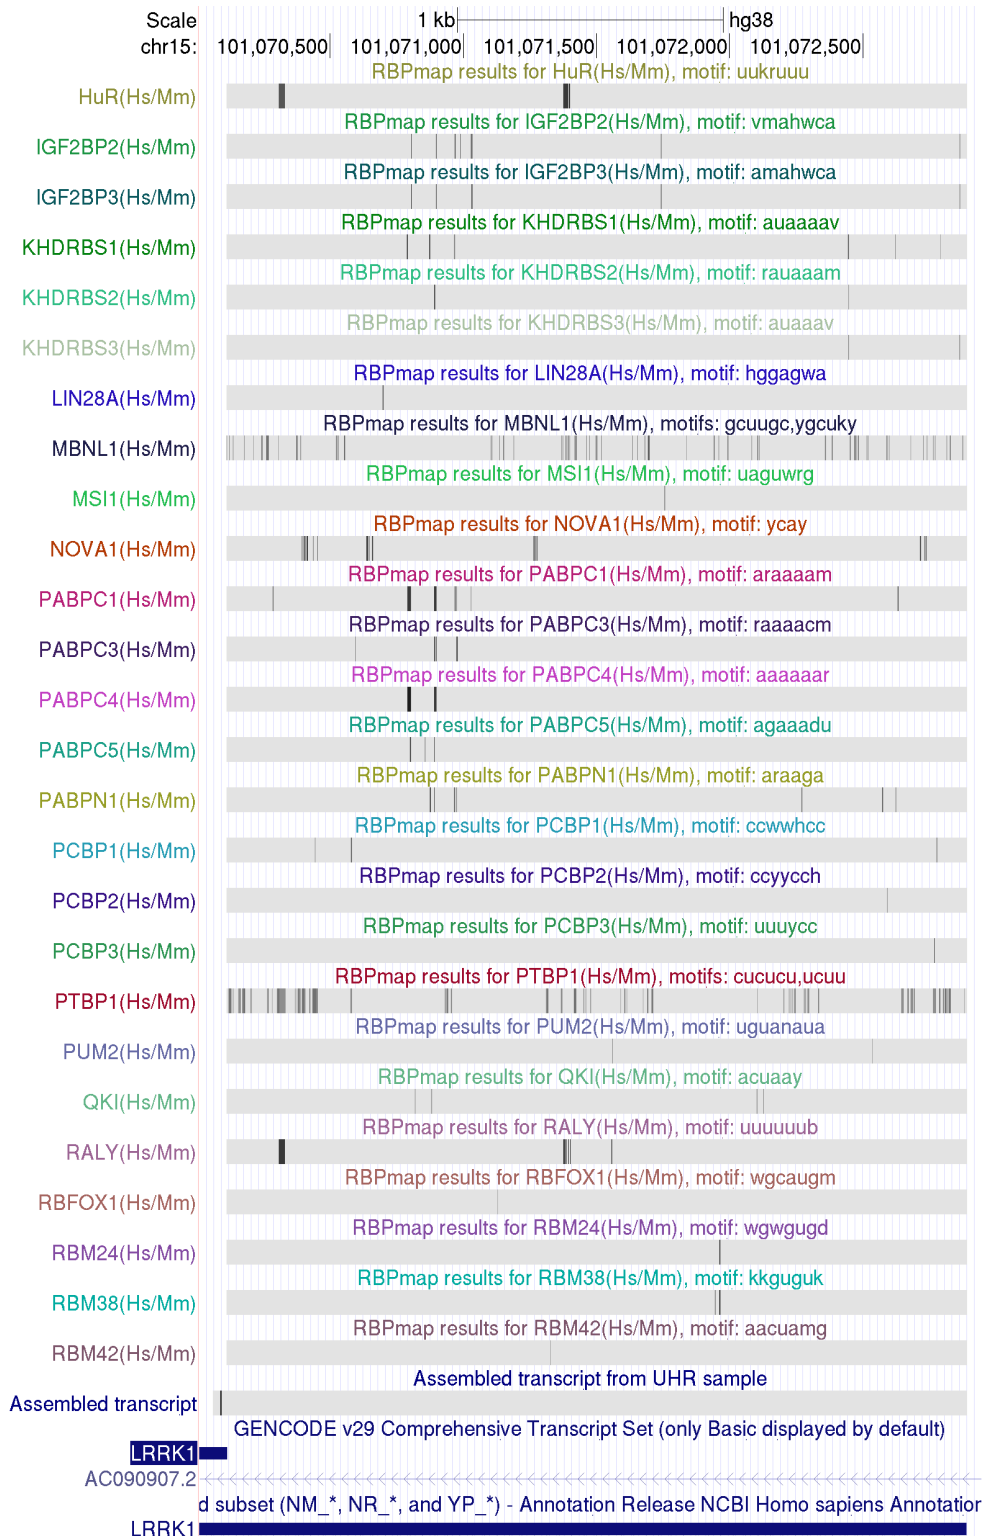 Scale 1 kb hg38
chr15: 101,070,500 101,071,000 101,071,500 101,072,000 101,072,500
RBPmap results for HuR(Hs/Mm), motif: uukruuu
HuR(Hs/Mm)
RBPmap results for IGF2BP2(Hs/Mm), motif: vmahwca
IGF2BP2(Hs/Mm)
RBPmap results for IGF2BP3(Hs/Mm), motif: amahwca
IGF2BP3(Hs/Mm)
RBPmap results for KHDRBS1(Hs/Mm), motif: auaaaav
KHDRBS1(Hs/Mm)
RBPmap results for KHDRBS2(Hs/Mm), motif: rauaaam
KHDRBS2(Hs/Mm)
RBPmap results for KHDRBS3(Hs/Mm), motif: auaaav
KHDRBS3(Hs/Mm)
RBPmap results for LIN28A(Hs/Mm), motif: hggagwa
LIN28A(Hs/Mm)
RBPmap results for MBNL1(Hs/Mm), motifs: gcuugc,ygcuky
MBNL1(Hs/Mm)
RBPmap results for MSI1(Hs/Mm), motif: uaguwrg
MSI1(Hs/Mm)
RBPmap results for NOVA1(Hs/Mm), motif: ycay
NOVA1(Hs/Mm)
RBPmap results for PABPC1(Hs/Mm), motif: araaaam
PABPC1(Hs/Mm)
RBPmap results for PABPC3(Hs/Mm), motif: raaaacm
PABPC3(Hs/Mm)
RBPmap results for PABPC4(Hs/Mm), motif: aaaaaar
PABPC4(Hs/Mm)
RBPmap results for PABPC5(Hs/Mm), motif: agaaadu
PABPC5(Hs/Mm)
RBPmap results for PABPN1(Hs/Mm), motif: araaga
PABPN1(Hs/Mm)
RBPmap results for PCBP1(Hs/Mm), motif: ccwwhcc
PCBP1(Hs/Mm)
RBPmap results for PCBP2(Hs/Mm), motif: ccyycch
PCBP2(Hs/Mm)
RBPmap results for PCBP3(Hs/Mm), motif: uuuycc
PCBP3(Hs/Mm)
RBPmap results for PTBP1(Hs/Mm), motifs: cucucu,ucuu
PTBP1(Hs/Mm)
RBPmap results for PUM2(Hs/Mm), motif: uguanaua
PUM2(Hs/Mm)
RBPmap results for QKI(Hs/Mm), motif: acuaay
QKI(Hs/Mm)
RBPmap results for RALY(Hs/Mm), motif: uuuuuub
RALY(Hs/Mm)
RBPmap results for RBFOX1(Hs/Mm), motif: wgcaugm
RBFOX1(Hs/Mm)
RBPmap results for RBM24(Hs/Mm), motif: wgwgugd
RBM24(Hs/Mm)
RBPmap results for RBM38(Hs/Mm), motif: kkguguk
RBM38(Hs/Mm)
RBPmap results for RBM42(Hs/Mm), motif: aacuamg
RBM42(Hs/Mm)
Assembled transcript from UHR sample
Assembled transcript
GENCODE v29 Comprehensive Transcript Set (only Basic displayed by default)
LRRK1
AC090907.2
d subset (NM_*, NR_*, and YP_*) - Annotation Release NCBI Homo sapiens Annotation
LRRK1